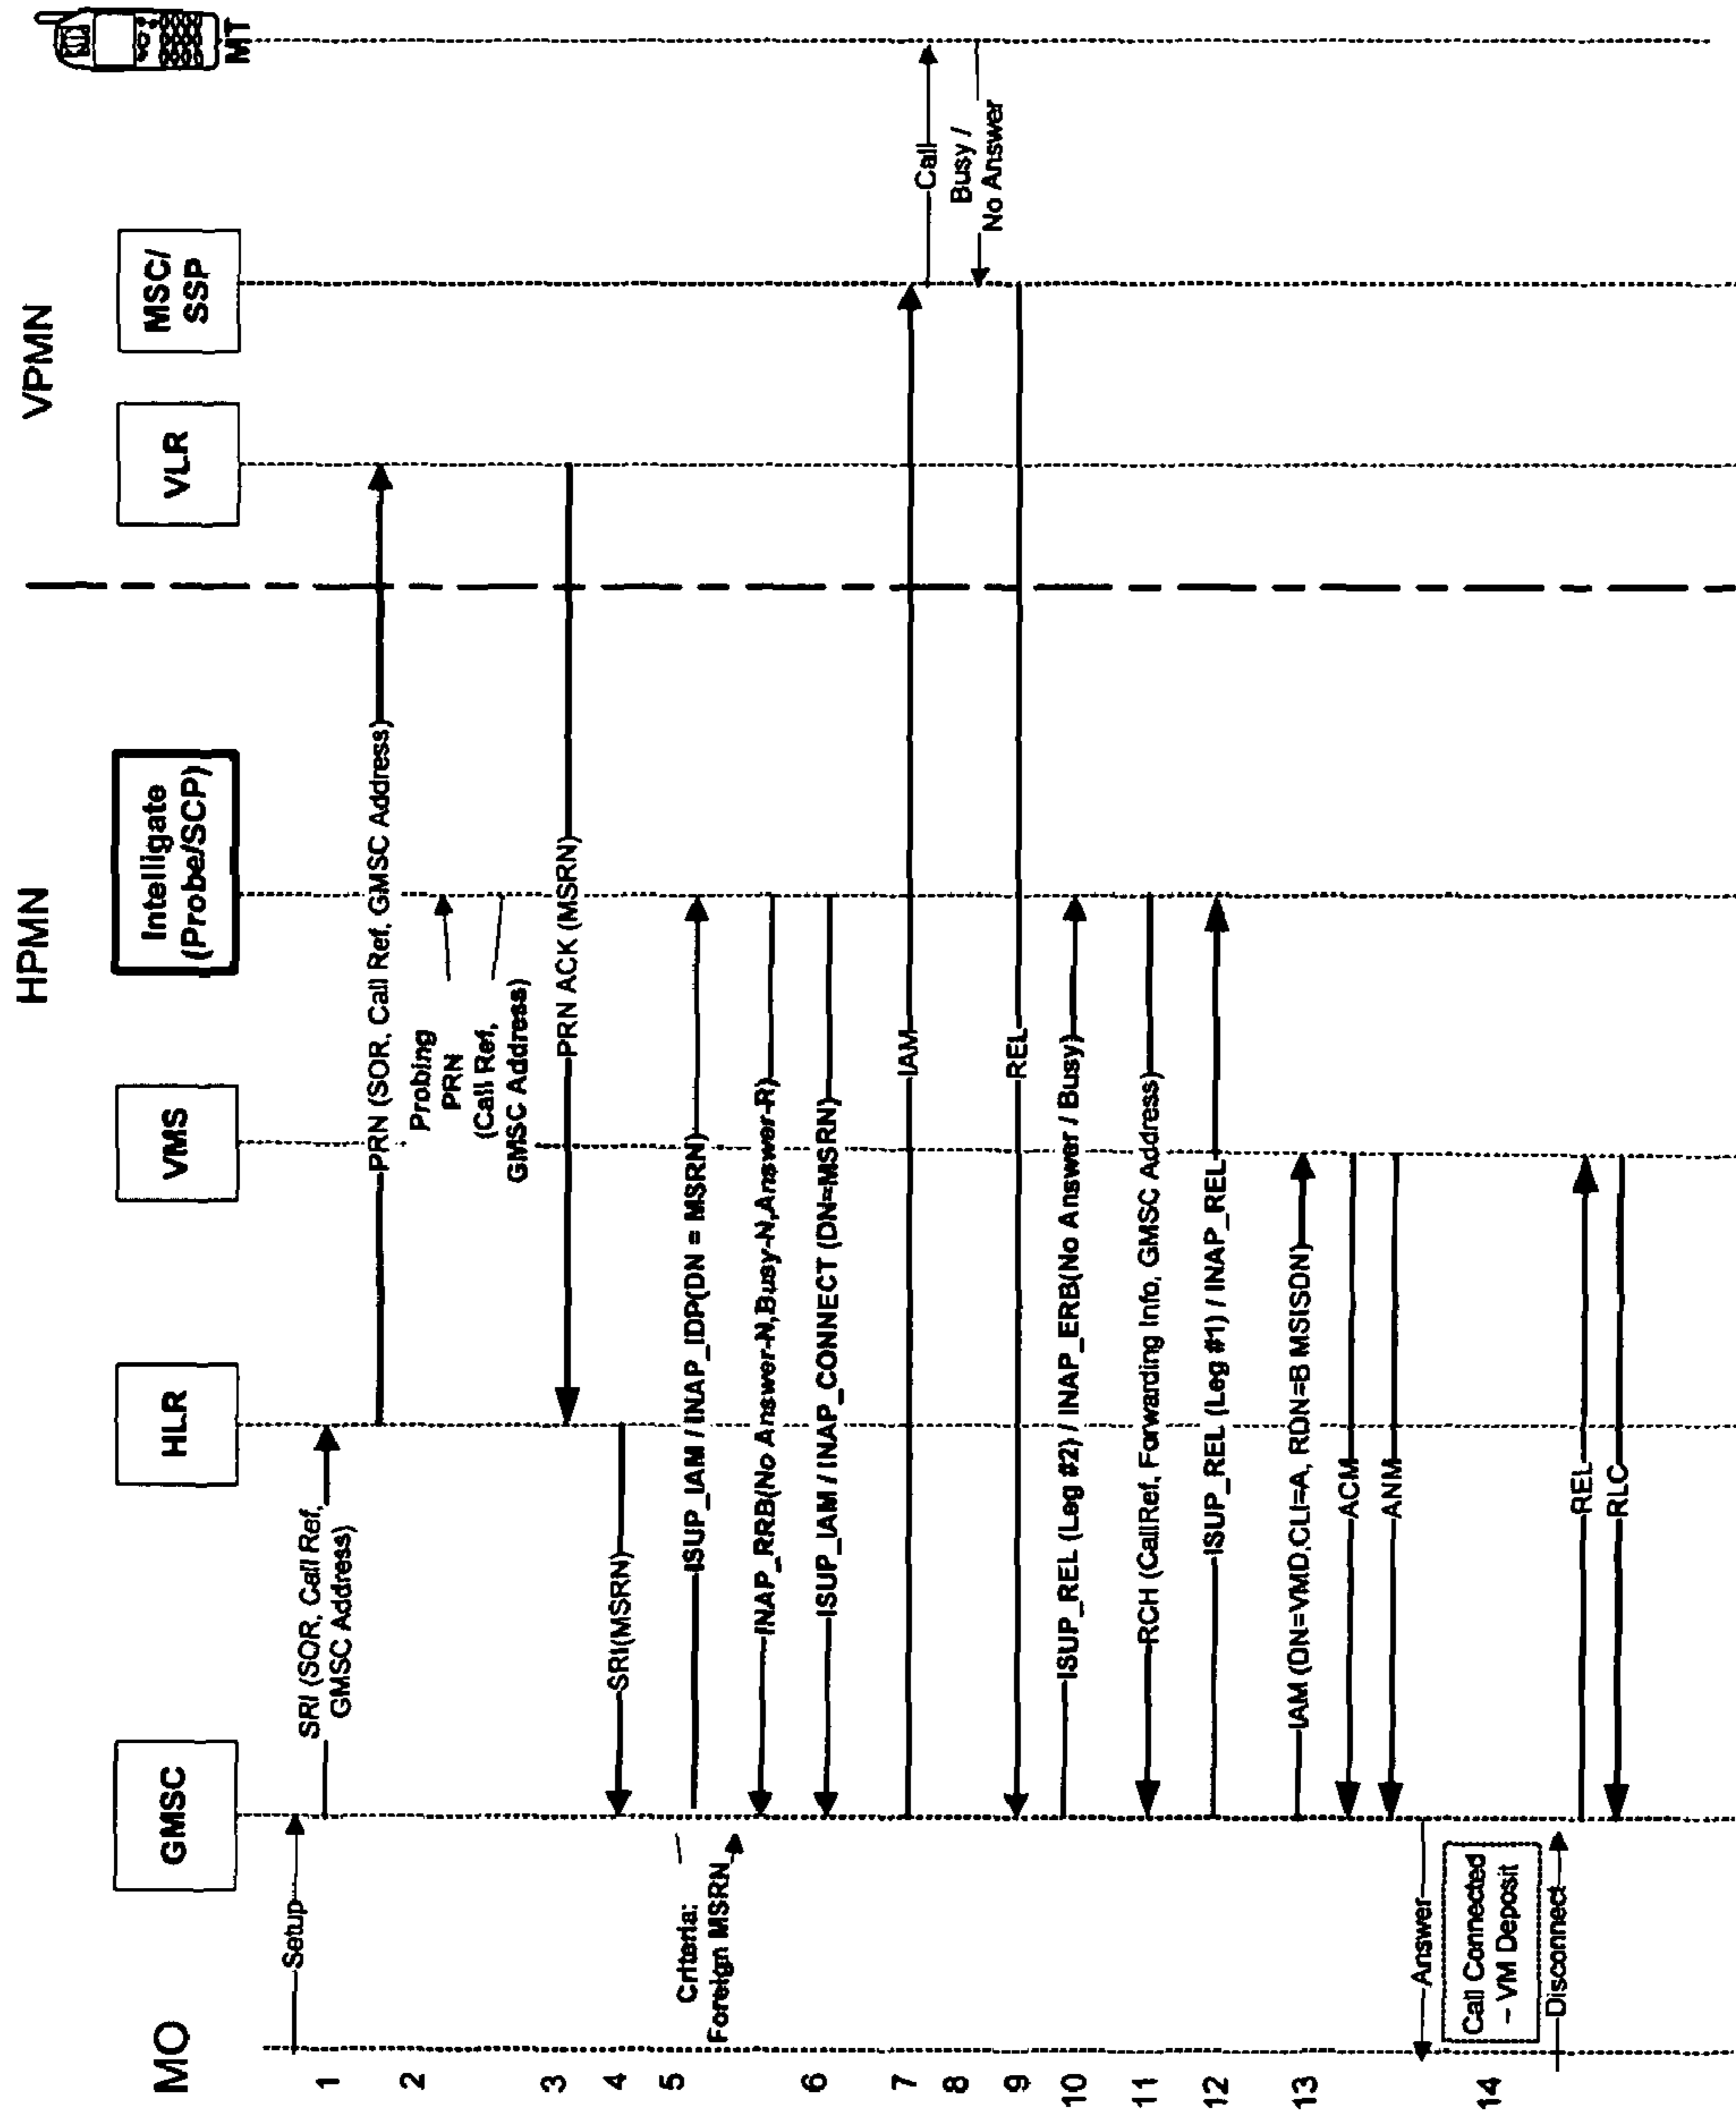 HPMN
VPMN
MO
GMSC
HLR
VMS
Intelligate
(Probe/SCP)
VLR
MSC/
SSP
MT
Setup
1
SRI (SOR, Call Ref,
GMSC Address)
2
PRN (SOR, Call Ref, GMSC Address)
Probing
PRN
(Call Ref,
GMSC Address)
3
PRN ACK (MSRN)
4
SRI(MSRN)
5
Criteria:
Foreign MSRN
ISUP_IAM / INAP_IDP(DN = MSRN)
INAP_RRB(No Answer-N,Busy-N,Answer-R)
6
ISUP_IAM / INAP_CONNECT (DN=MSRN)
7
IAM
8
Call
Busy /
No Answer
9
REL
10
ISUP_REL (Leg #2) / INAP_ERB(No Answer / Busy)
11
RCH (CallRef, Forwarding Info, GMSC Address)
12
ISUP_REL (Leg #1) / INAP_REL
13
IAM (DN=VMD,CLI=A, RDN=B MSISDN)
ACM
ANM
Answer
14
Call Connected
- VM Deposit
Disconnect
REL
RLC